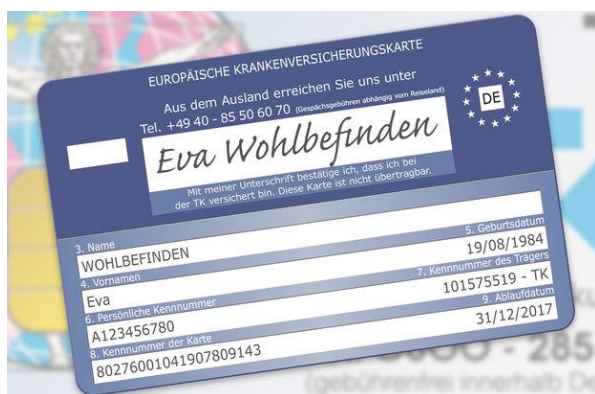 EUROPÄISCHE KRANKENVERSICHERUNGSKARTE
Aus dem Ausland erreichen Sie uns unter
Tel. +49 40 - 85 50 60 70 (Gespächsgebühren abhängig vom Reiseland)
DE
Eva Wohlbefinden
Mit meiner Unterschrift bestätige ich, dass ich bei
der TK versichert bin. Diese Karte ist nicht übertragbar.
3. Name
WOHLBEFINDEN
4. Vornamen 5. Geburtsdatum
Eva 19/08/1984
6. Persönliche Kennnummer 7. Kennnummer des Trägers
A123456780 101575519 - TK
8. Kennnummer der Karte 9. Ablaufdatum
80276001041907809143 31/12/2017
- 285
(gebührenfrei innerhalb De